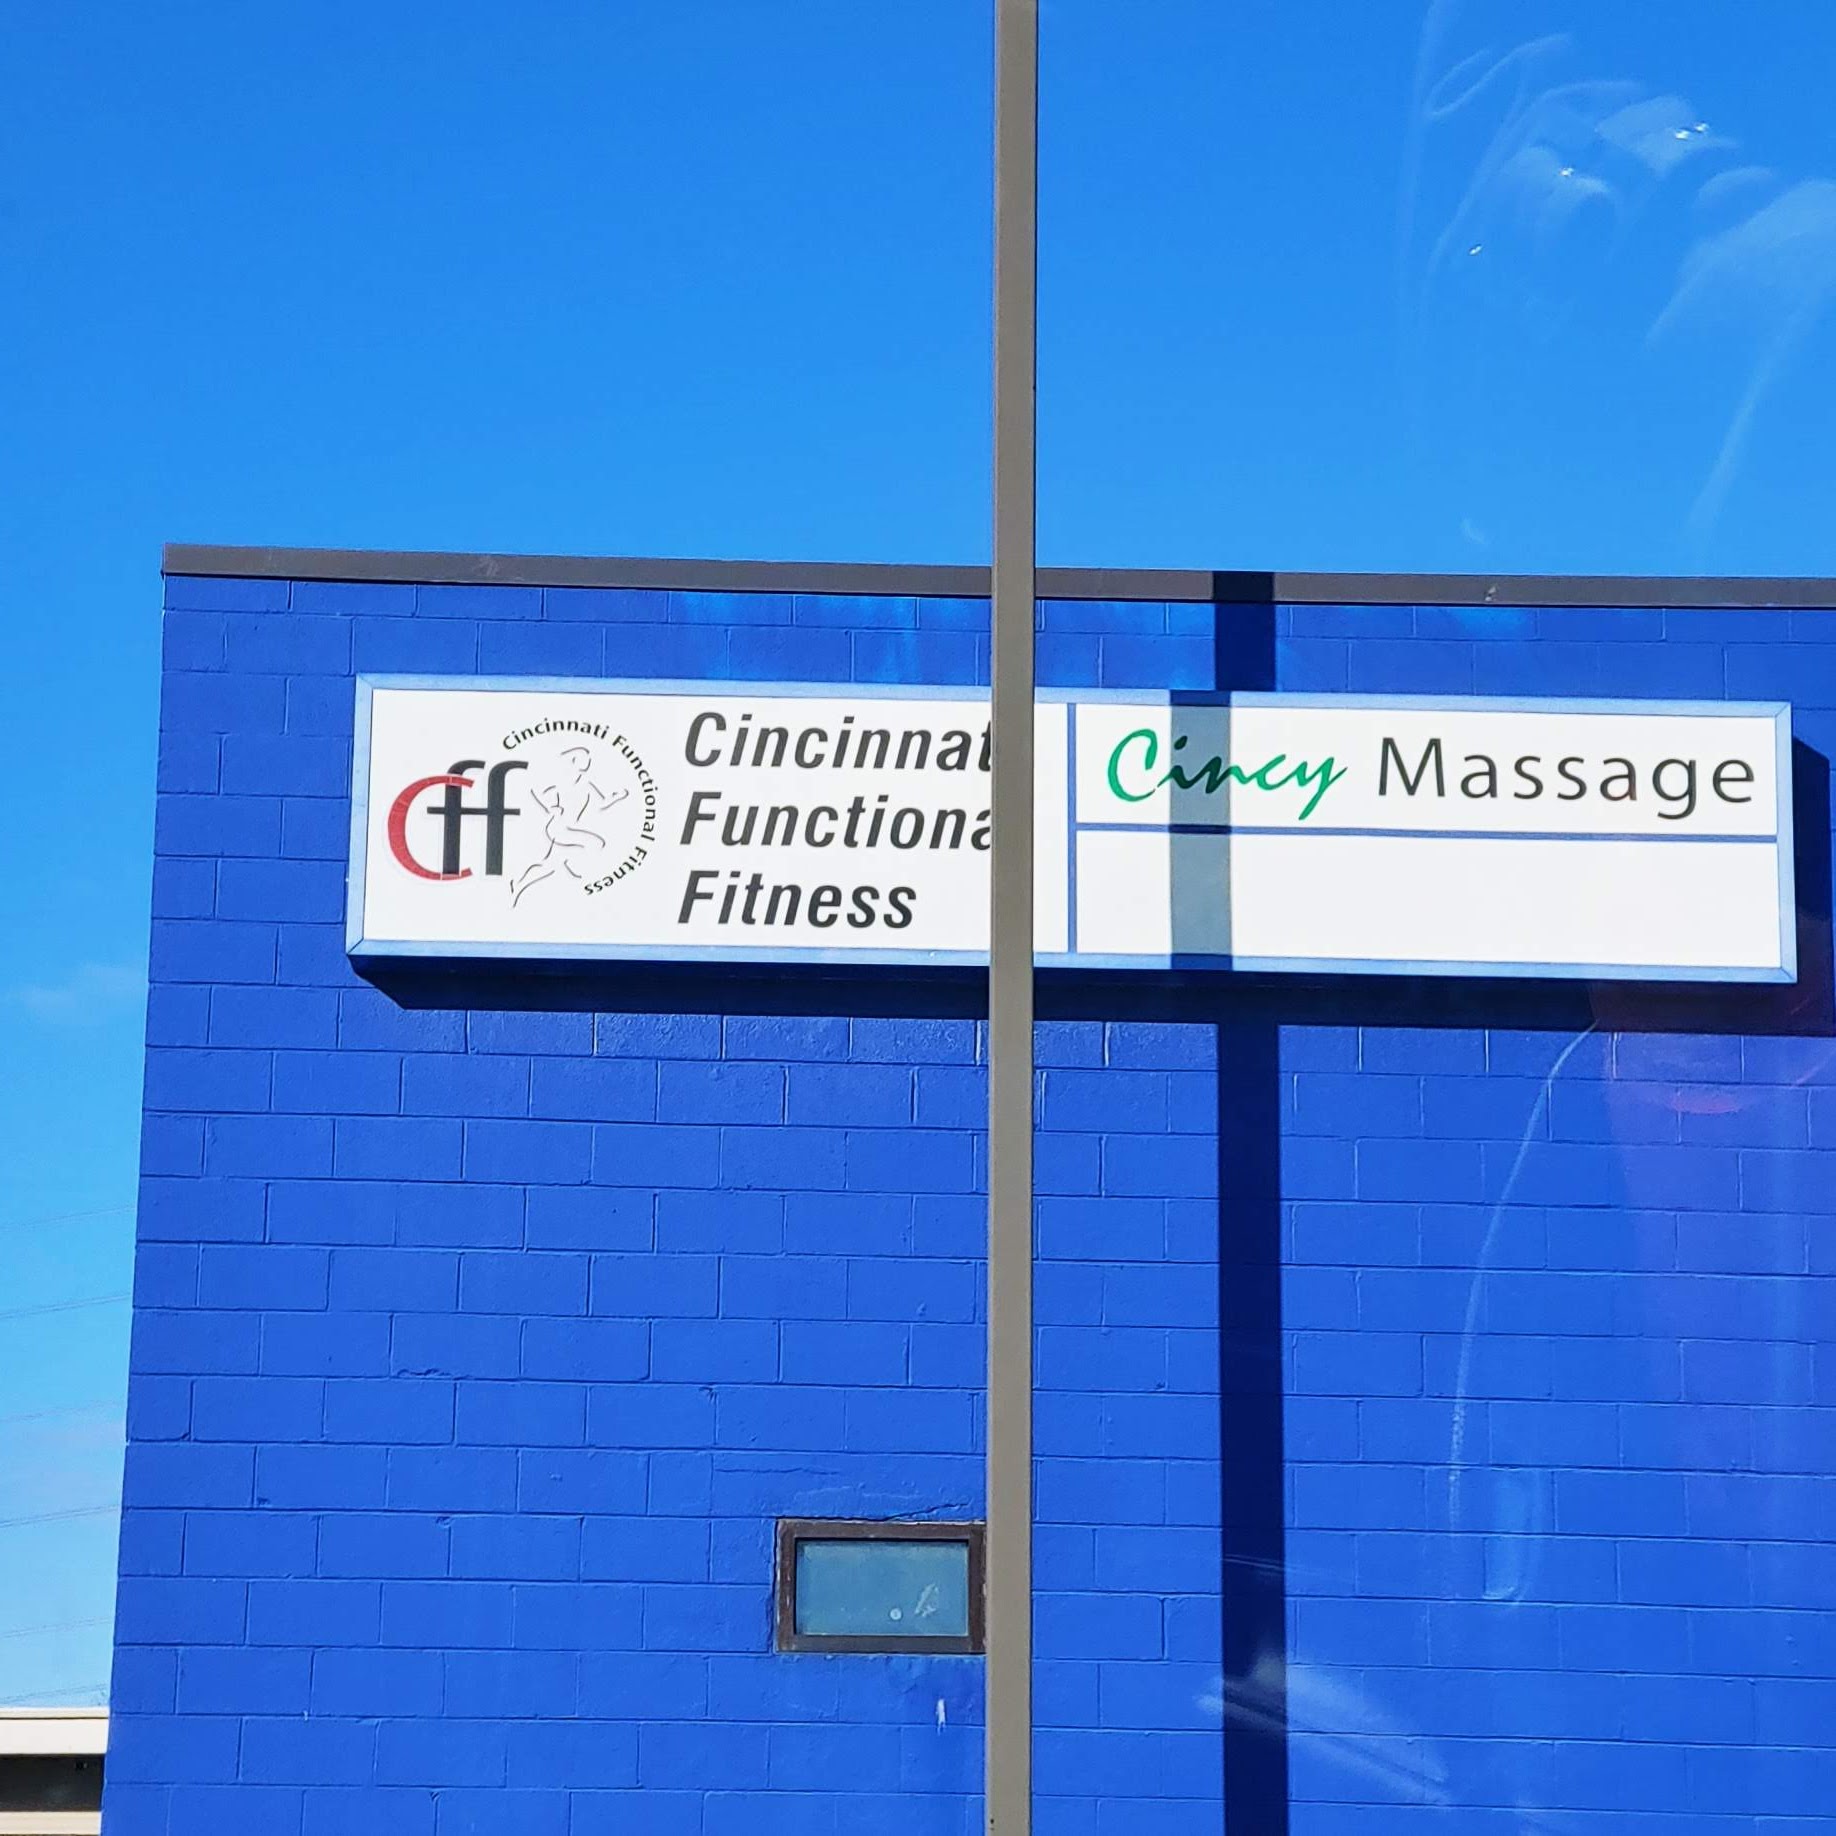 cff
Cincinnati Functional Fitness
Cincinnat
Functiona
Fitness
Cincy Massage